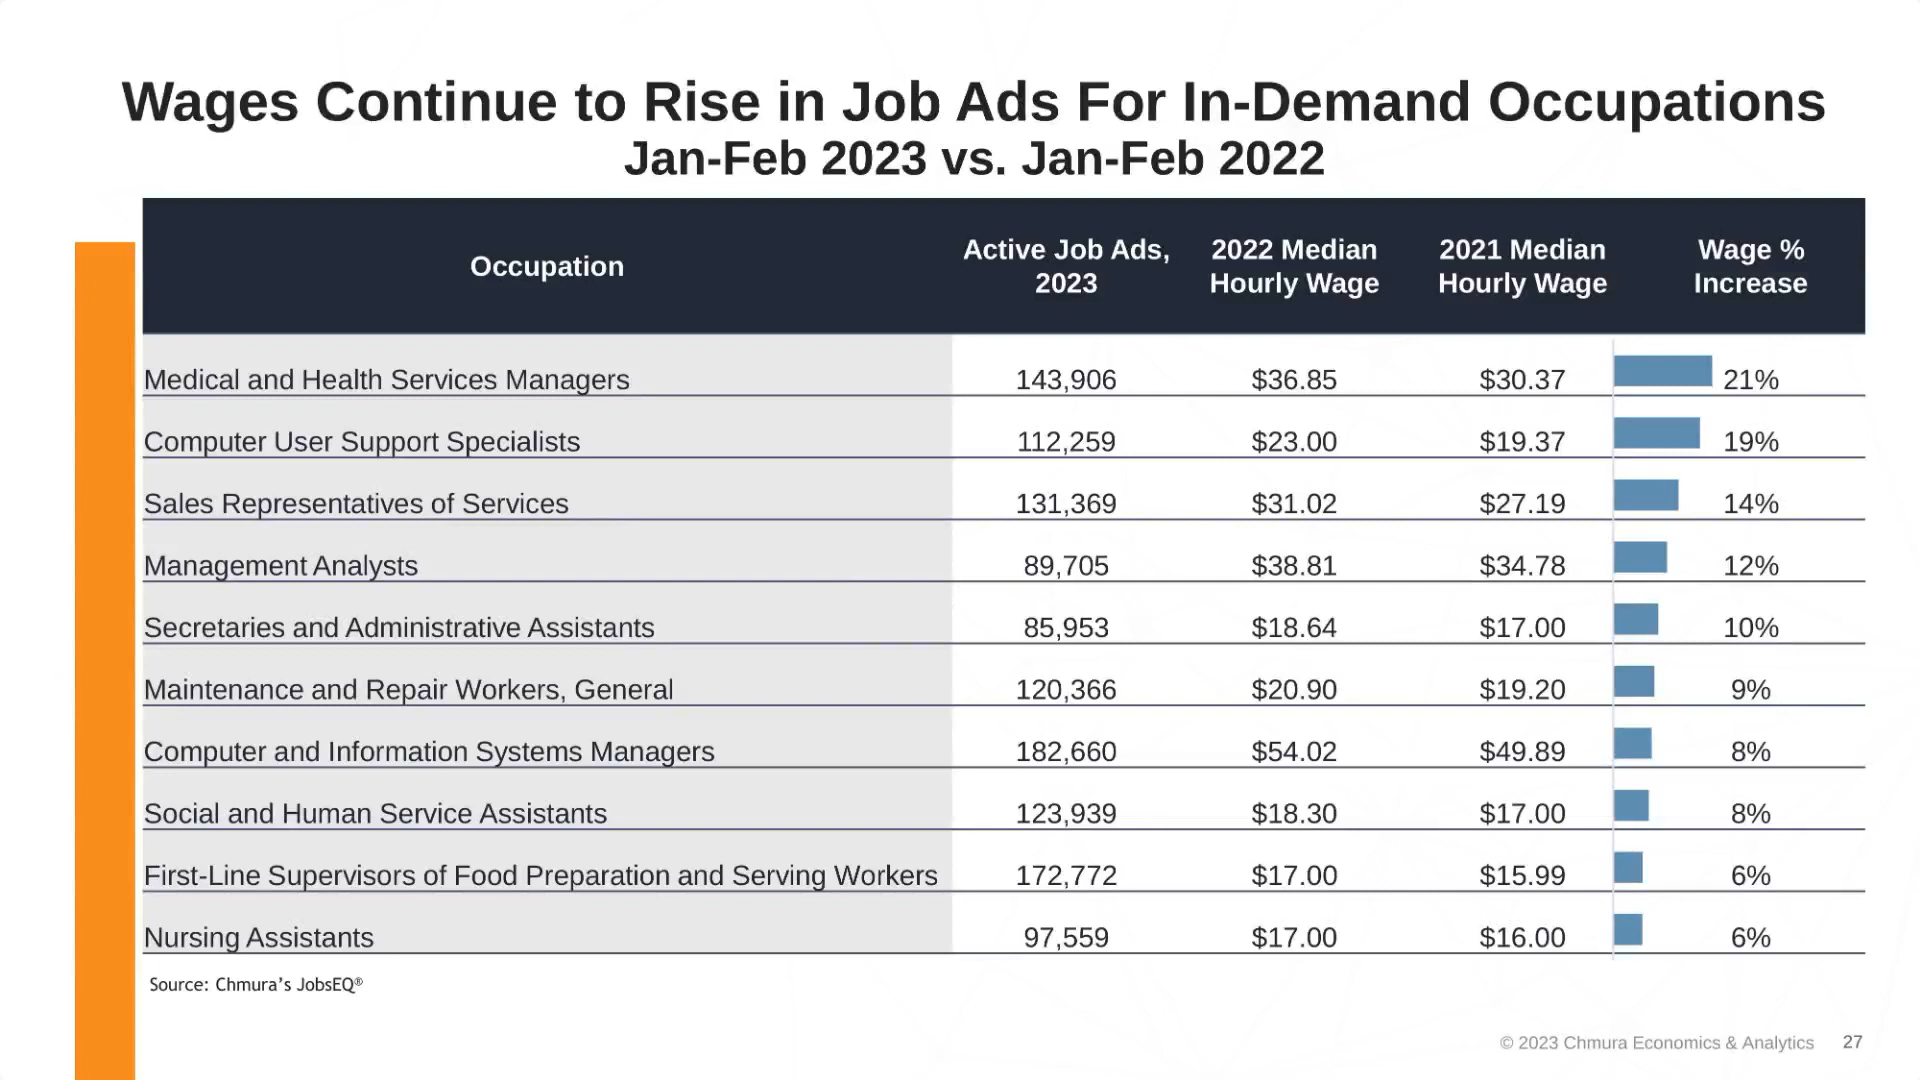 Wages Continue to Rise in Job Ads For In-Demand Occupations
Jan-Feb 2023 vs. Jan-Feb 2022
Occupation Active Job Ads, 2023 2022 Median Hourly Wage 2021 Median Hourly Wage Wage % Increase
Medical and Health Services Managers 143,906 $36.85 $30.37 21%
Computer User Support Specialists 112,259 $23.00 $19.37 19%
Sales Representatives of Services 131,369 $31.02 $27.19 14%
Management Analysts 89,705 $38.81 $34.78 12%
Secretaries and Administrative Assistants 85,953 $18.64 $17.00 10%
Maintenance and Repair Workers, General 120,366 $20.90 $19.20 9%
Computer and Information Systems Managers 182,660 $54.02 $49.89 8%
Social and Human Service Assistants 123,939 $18.30 $17.00 8%
First-Line Supervisors of Food Preparation and Serving Workers 172,772 $17.00 $15.99 6%
Nursing Assistants 97,559 $17.00 $16.00 6%
Source: Chmura’s JobsEQ®
© 2023 Chmura Economics & Analytics 27